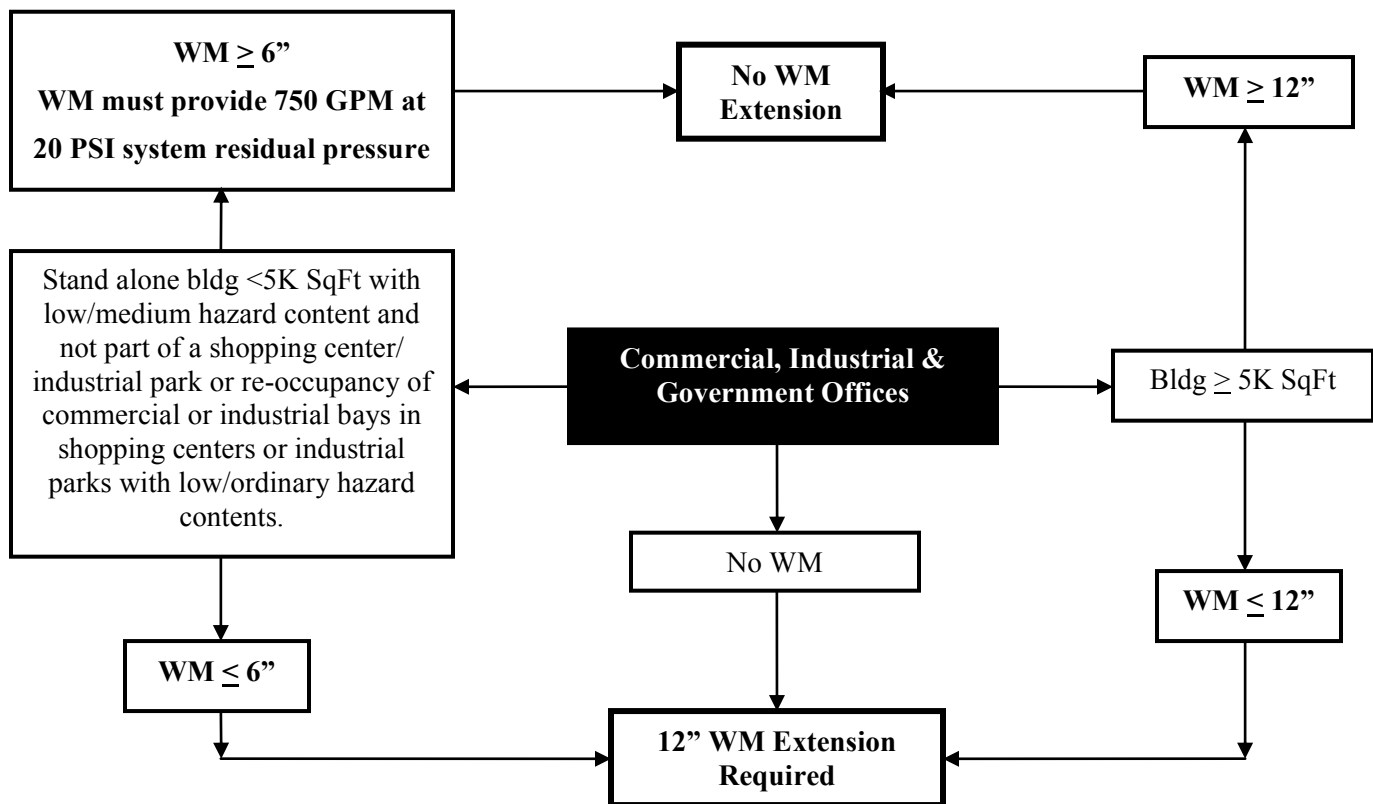 WM ≥ 6”
WM must provide 750 GPM at
20 PSI system residual pressure
No WM
Extension
WM ≥ 12”
Stand alone bldg <5K SqFt with
low/medium hazard content and
not part of a shopping center/
industrial park or re-occupancy of
commercial or industrial bays in
shopping centers or industrial
parks with low/ordinary hazard
contents.
Commercial, Industrial &
Government Offices
Bldg ≥ 5K SqFt
No WM
WM ≤ 12”
WM ≤ 6”
12” WM Extension
Required